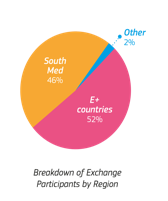 Other
2%
South
Med
46%
E+
countries
52%
Breakdown of Exchange
Participants by Region